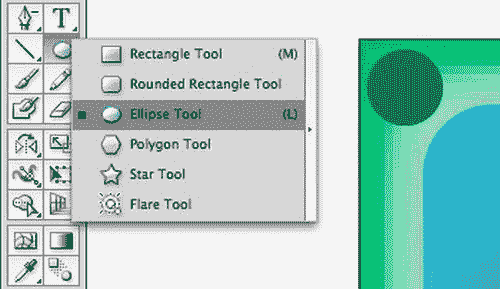 T
Rectangle Tool (M)
Rounded Rectangle Tool
Ellipse Tool (L)
Polygon Tool
Star Tool
Flare Tool